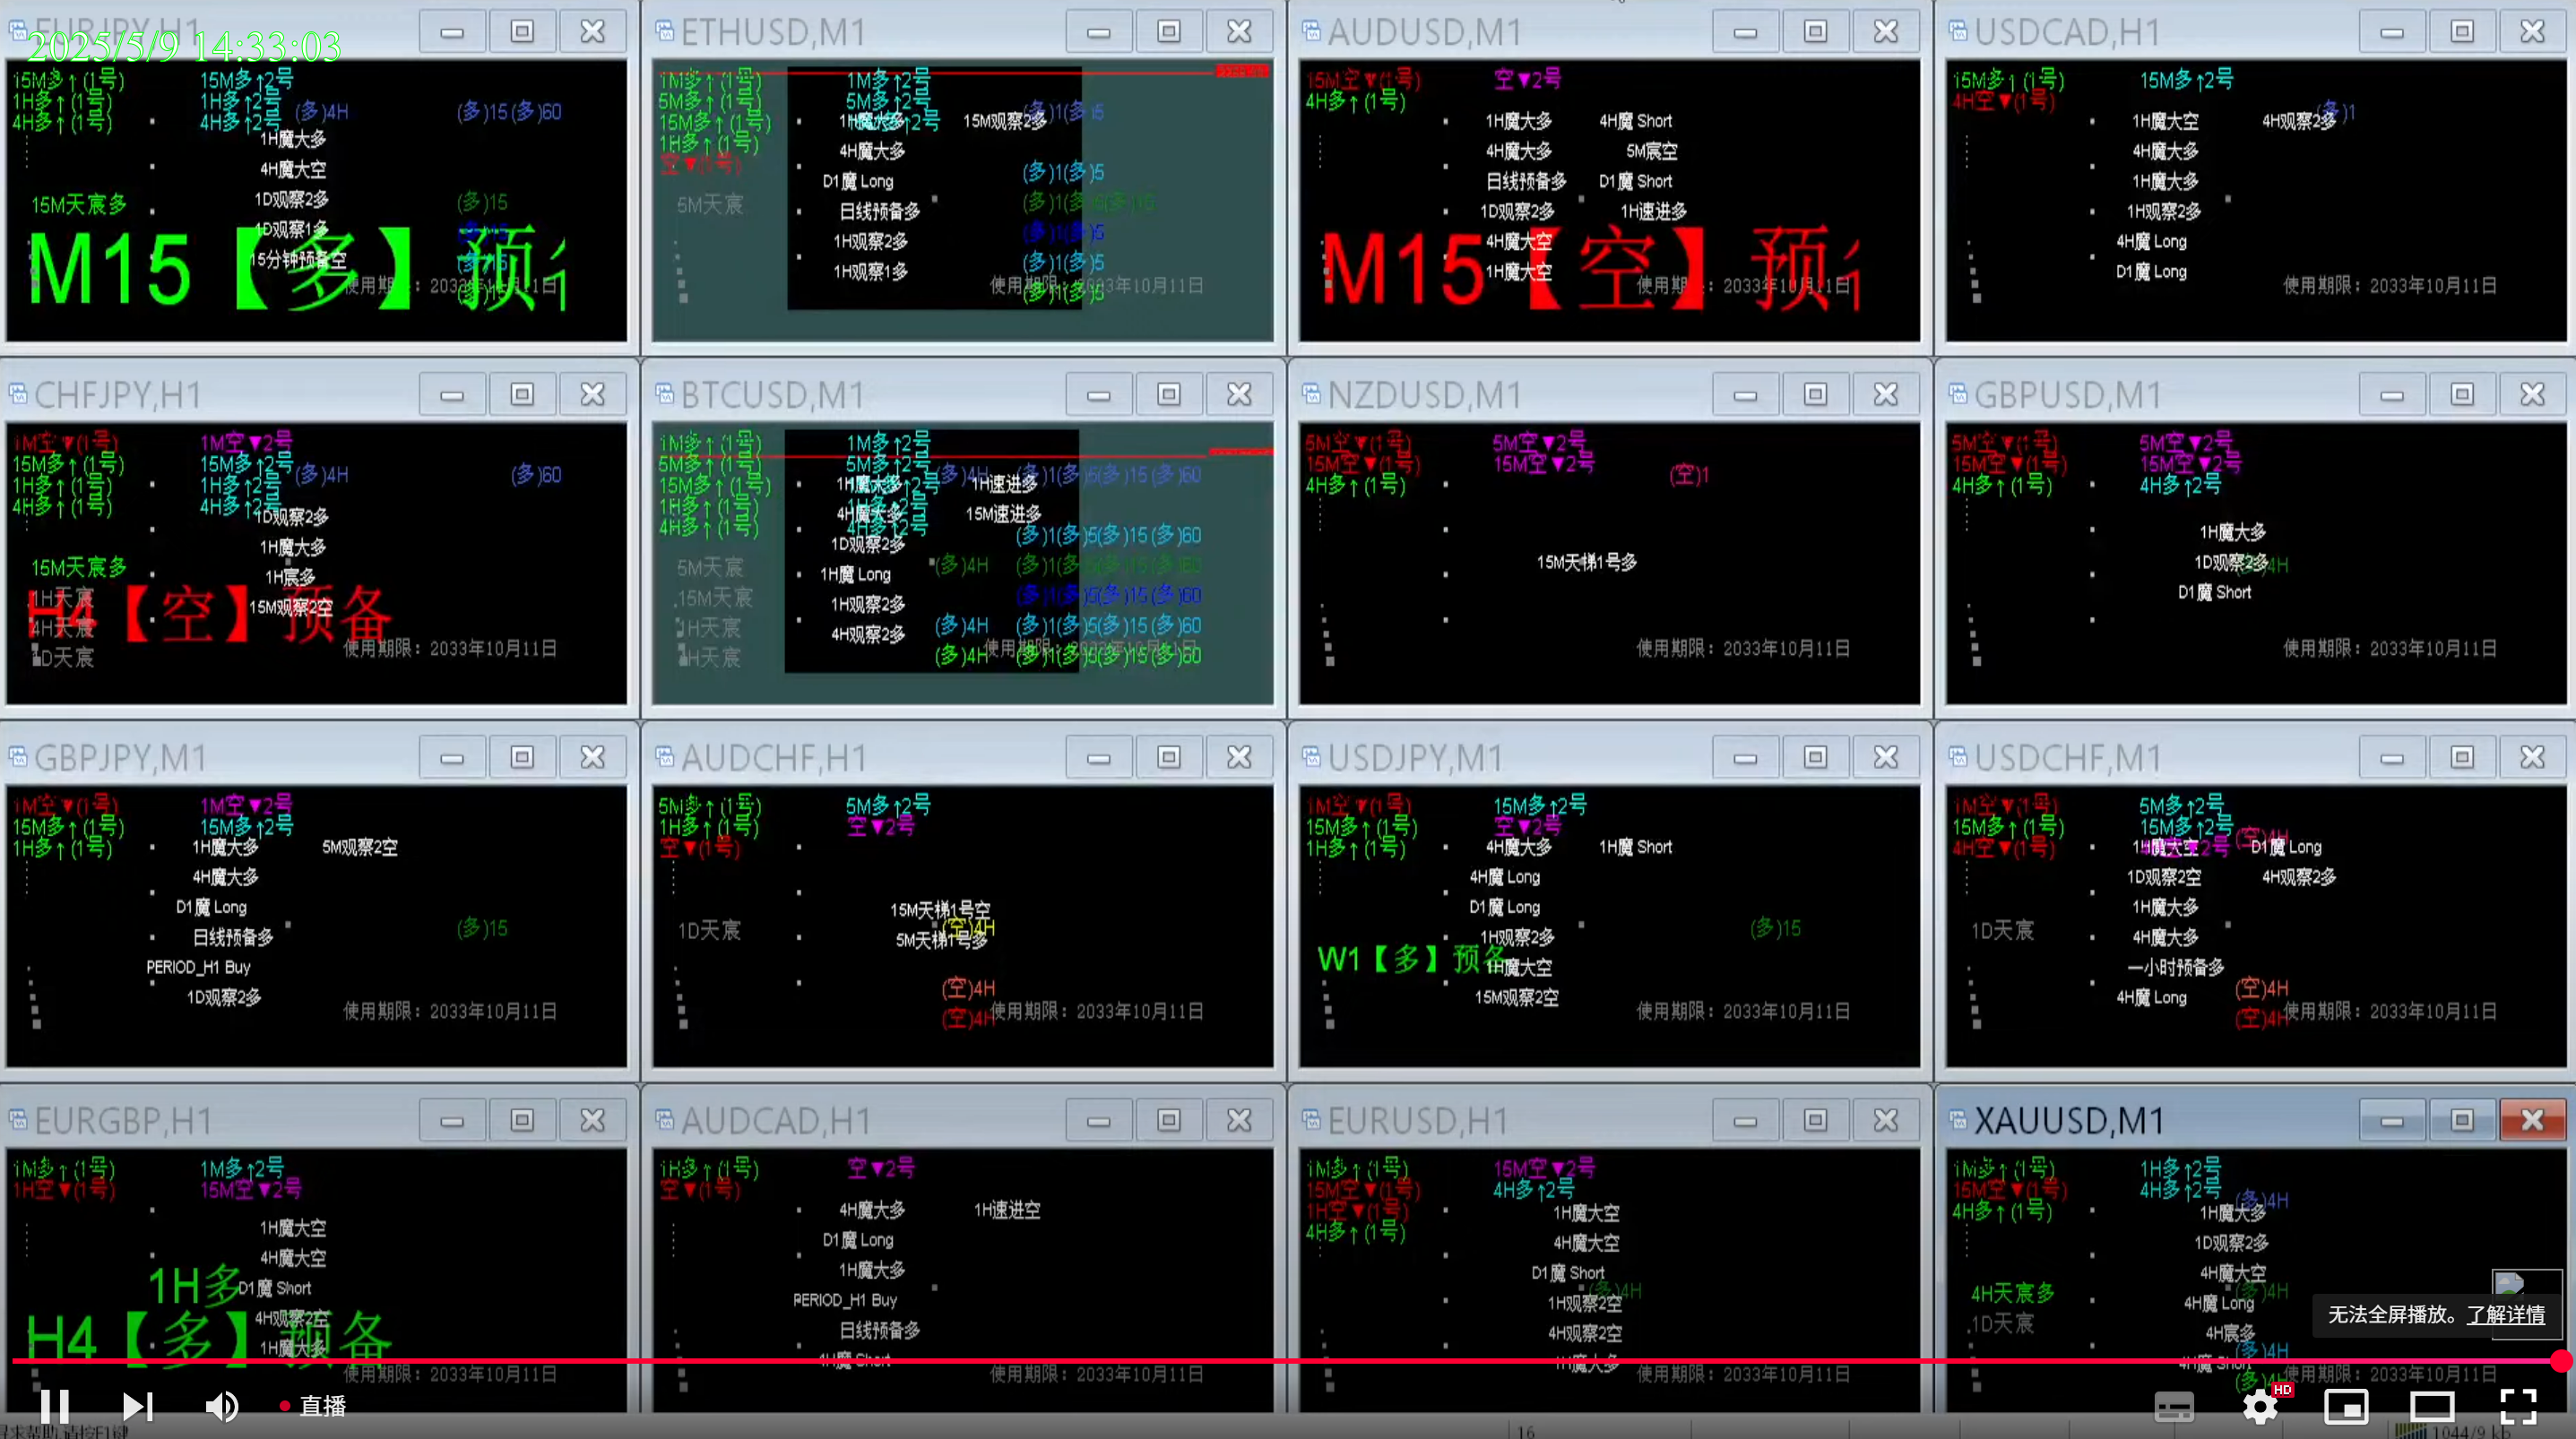 EURJPY,H1
2025/5/9 14:33:03
15M多↑(1号) 15M多↑2号
1H多↑(1号) 1H多↑2号 (多)4H (多)15 (多)60
4H多↑(1号) 4H多↑2号
1H魔大多
4H魔大空
1D观察2多
15M天宸多 (多)15
1D观察1多
15分钟预备空
M15【多】预
使用期限：2033年10月11日
ETHUSD,M1
1M多↑(1号) 1M多↑2号
5M多↑(1号) 5M多↑2号
15M多↑(1号) 15M观察2多
1H多↑(1号)
空▼(1号)
4H魔大多
D1魔 Long (多)1(多)5
5M天宸
日线预备多
1H观察2多 (多)1(多)5
1H观察1多 (多)1(多)5
(多)1(多)5
AUDUSD,M1
15M空▼(1号) 空▼2号
4H多↑(1号)
1H魔大多 4H魔 Short
4H魔大多 5M宸空
日线预备多 D1魔 Short
1D观察2多 1H速进多
4H魔大空
1H魔大空
M15【空】预
使用期限：2033年10月11日
USDCAD,H1
15M多↑(1号) 15M多↑2号
4H空▼(1号)
1H魔大空 4H观察2多 (多)1
4H魔大多
1H魔大多
1H观察2多
4H魔 Long
D1魔 Long
使用期限：2033年10月11日
CHFJPY,H1
1M空▼(1号) 1M空▼2号
15M多↑(1号) 15M多↑2号
1H多↑(1号) 1H多↑2号 (多)4H (多)60
4H多↑(1号) 4H多↑2号
1D观察2多
1H魔大多
15M天宸多
1H宸多
1H天宸
15M观察2空
4H天宸
1D天宸
H4【空】预备
使用期限：2033年10月11日
BTCUSD,M1
1M多↑(1号) 1M多↑2号
5M多↑(1号) 5M多↑2号
15M多↑(1号)
1H多↑(1号)
4H多↑(1号)
1H魔大多 1H速进多
4H魔大多 15M速进多
1D观察2多 (多)1(多)5(多)15(多)60
5M天宸 1H魔 Long (多)4H (多)1(多)5(多)15(多)60
15M天宸 1H观察2多 (多)1(多)5(多)15(多)60
1H天宸 4H观察2多 (多)4H (多)1(多)5(多)15(多)60
4H天宸 (多)4H (多)1(多)5(多)15(多)60
NZDUSD,M1
5M空▼(1号) 5M空▼2号
15M空▼(1号) 15M空▼2号
4H多↑(1号) (空)1
15M天梯1号多
使用期限：2033年10月11日
GBPUSD,M1
5M空▼(1号) 5M空▼2号
15M空▼(1号) 15M空▼2号
4H多↑(1号) 4H多↑2号
1H魔大多
1D观察2多 4H
D1魔 Short
使用期限：2033年10月11日
GBPJPY,M1
1M空▼(1号) 1M空▼2号
15M多↑(1号) 15M多↑2号
1H多↑(1号) 1H魔大多 5M观察2空
4H魔大多
D1魔 Long
日线预备多 (多)15
PERIOD_H1 Buy
1D观察2多
使用期限：2033年10月11日
AUDCHF,H1
5M多↑(1号) 5M多↑2号
1H多↑(1号) 空▼2号
空▼(1号)
15M天梯1号空
1D天宸 (空)4H
5M天梯1号多
(空)4H
(空)4H
使用期限：2033年10月11日
USDJPY,M1
1M空▼(1号) 15M多↑2号
15M多↑(1号) 空▼2号
1H多↑(1号) 4H魔大多 1H魔 Short
4H魔 Long
D1魔 Long
1H观察2多 (多)15
W1【多】预备
1H魔大空
15M观察2空
使用期限：2033年10月11日
USDCHF,M1
1M空▼(1号) 5M多↑2号
15M多↑(1号) 15M多↑2号 (空)4H
4H空▼(1号) 1H魔大空 D1魔 Long
1D观察2空 4H观察2多
1H魔大多
1D天宸 4H魔大多
一小时预备多
4H魔 Long (空)4H
(空)4H
使用期限：2033年10月11日
EURGBP,H1
1M多↑(1号) 1M多↑2号
1H空▼(1号) 15M空▼2号
1H魔大空
4H魔大空
1H多
D1魔 Short
4H观察2空
1H魔大多
H4【多】预备
使用期限：2033年10月11日
AUDCAD,H1
1H多↑(1号) 空▼2号
空▼(1号)
4H魔大多 1H速进空
D1魔 Long
1H魔大多
PERIOD_H1 Buy
日线预备多
4H魔 Short
使用期限：2033年10月11日
EURUSD,H1
1M多↑(1号) 15M空▼2号
15M空▼(1号) 4H多↑2号
1H空▼(1号)
4H多↑(1号)
1H魔大空
4H魔大空
D1魔 Short
(多)4H
1H观察2空
4H观察2空
1H魔大多
使用期限：2033年10月11日
XAUUSD,M1
1M多↑(1号) 1H多↑2号
15M空▼(1号) 4H多↑2号
4H多↑(1号) (多)4H
1H魔大多
1D观察2多
4H魔大空
4H天宸多 (多)4H
4H魔 Long
1D天宸
4H宸多
(多)4H
4H魔 Short
使用期限：2033年10月11日
无法全屏播放。了解详情
直播
HD
16